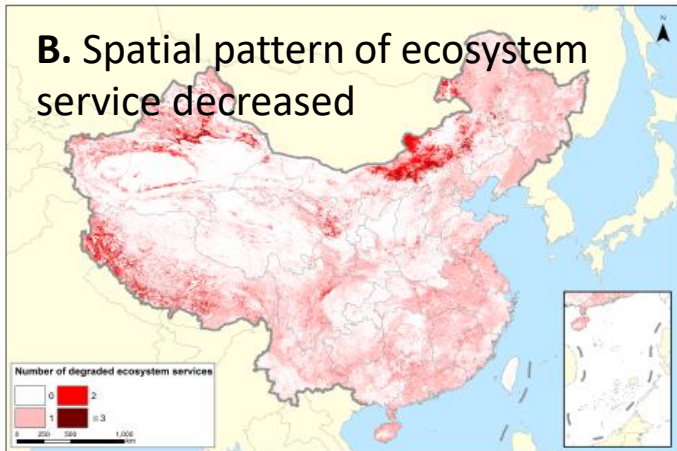 B. Spatial pattern of ecosystem
service decreased
N
Number of degraded ecosystem services
0 2
1 ≥3
0 250 500 1,000
km